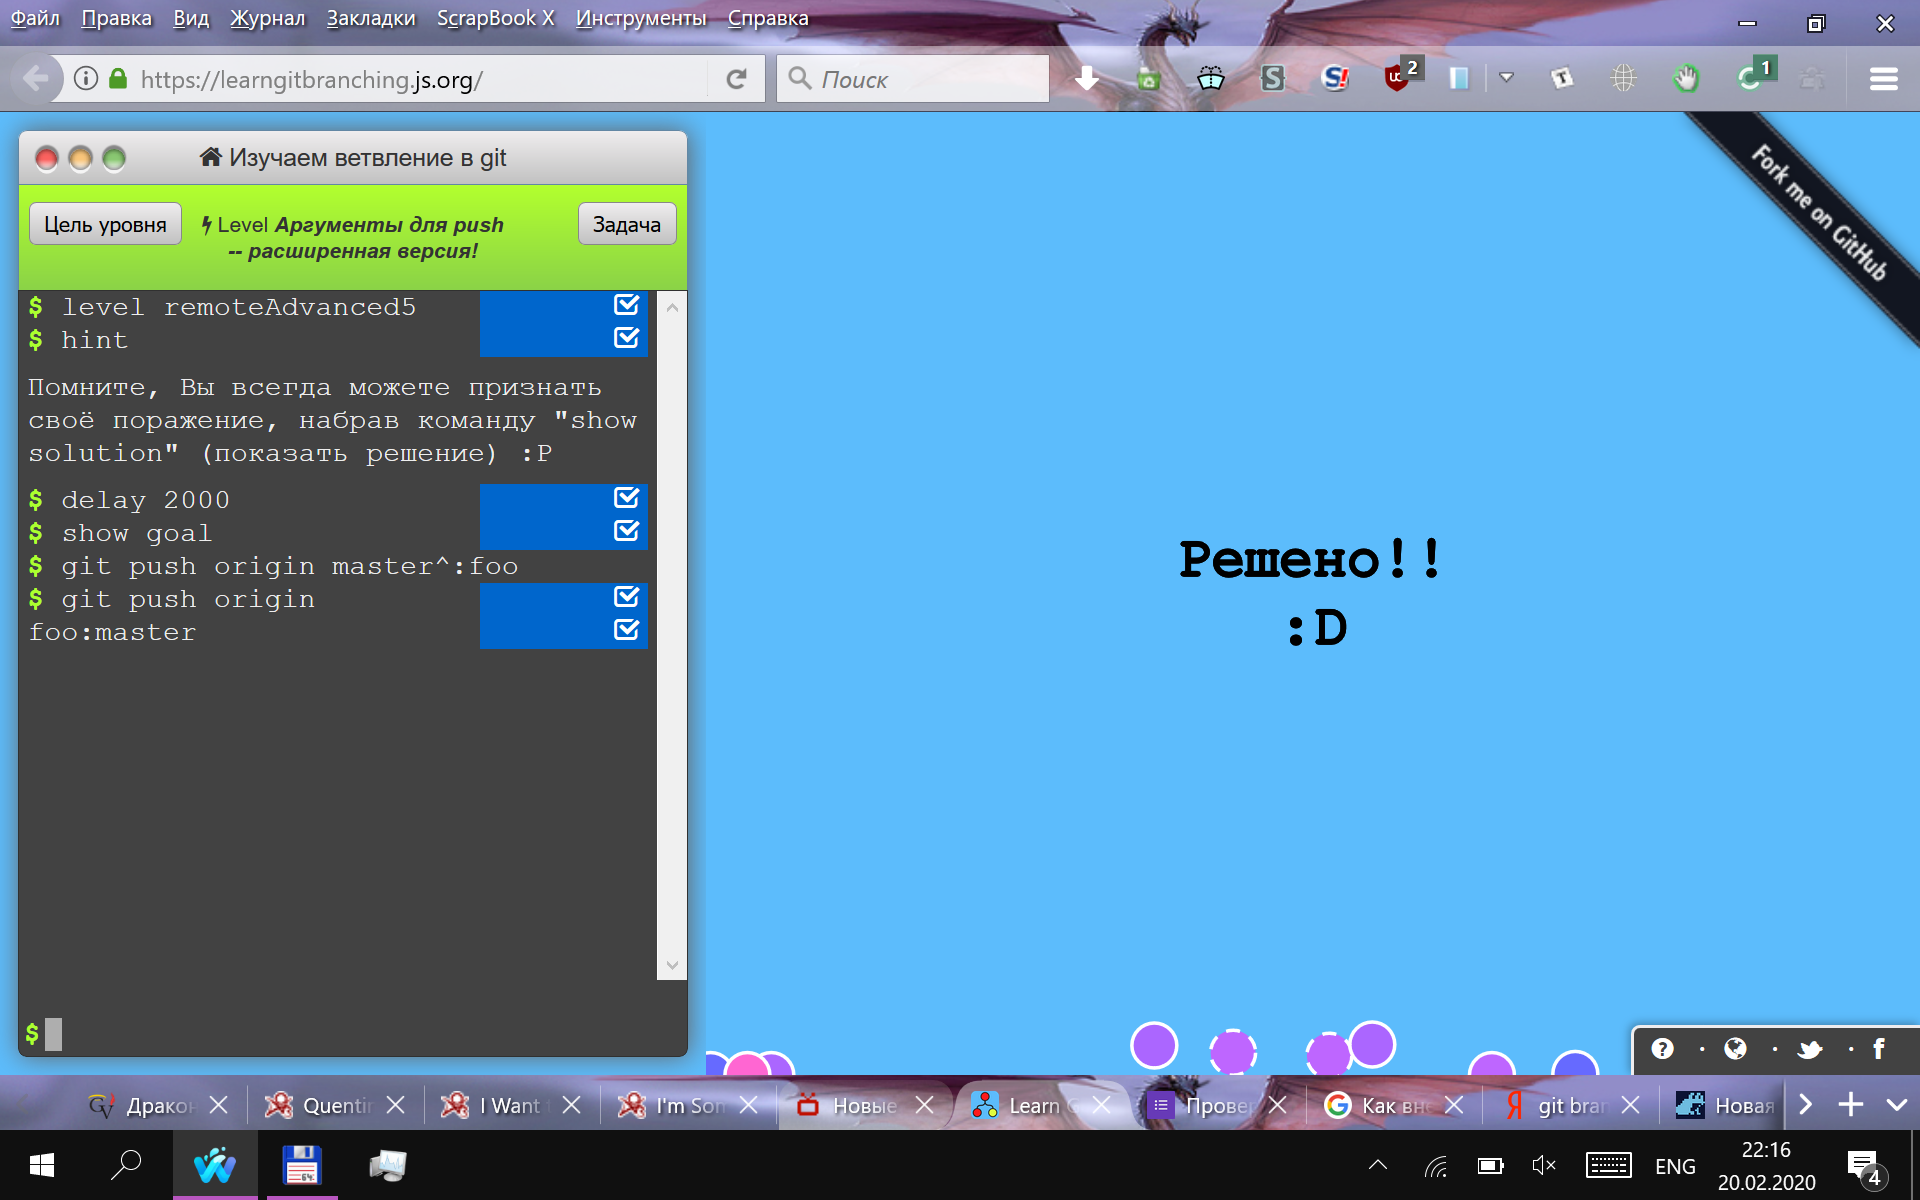 Файл Правка Вид Журнал Закладки ScrapBook X Инструменты Справка
https://learngitbranching.js.org/
Поиск
2
1
Изучаем ветвление в git
Цель уровня
Level Аргументы для push
-- расширенная версия!
Задача
$ level remoteAdvanced5
$ hint
Помните, Вы всегда можете признать
своё поражение, набрав команду "show
solution" (показать решение) :P
$ delay 2000
$ show goal
$ git push origin master^:foo
$ git push origin
foo:master
$
Fork me on GitHub
Решено!!
:D
Дракон Quentin I Want I'm Som Новые Learn G Провер Как вне git bran Новая
ENG
22:16
20.02.2020
4